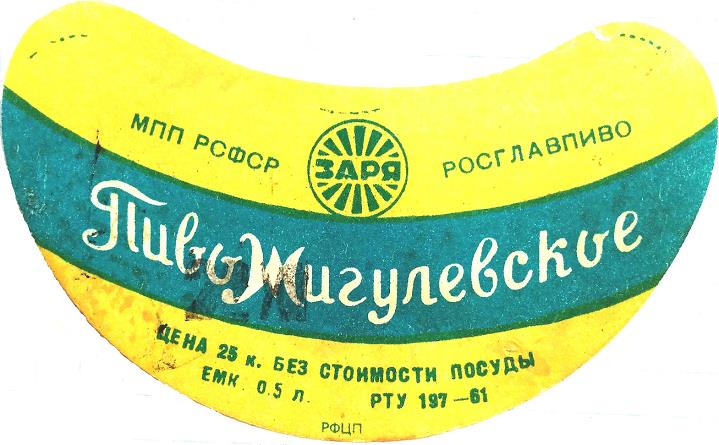 МПП РСФСР
ЗАРЯ
РОСГЛАВПИВО
Пиво Жигулевское
ЦЕНА 25 к. БЕЗ СТОИМОСТИ ПОСУДЫ
ЕМК. 0,5 л. РТУ 197—61
РФЦП